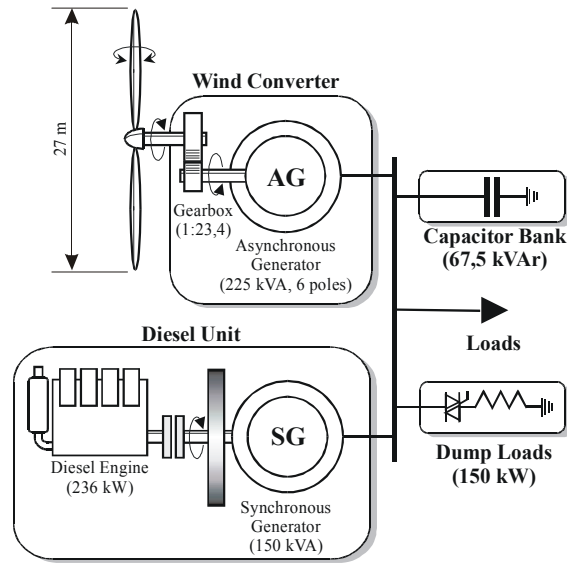 27 m
Wind Converter
AG
Gearbox
(1:23,4)
Asynchronous
Generator
(225 kVA, 6 poles)
Capacitor Bank
(67,5 kVAr)
Loads
Diesel Unit
SG
Diesel Engine
(236 kW)
Synchronous
Generator
(150 kVA)
Dump Loads
(150 kW)